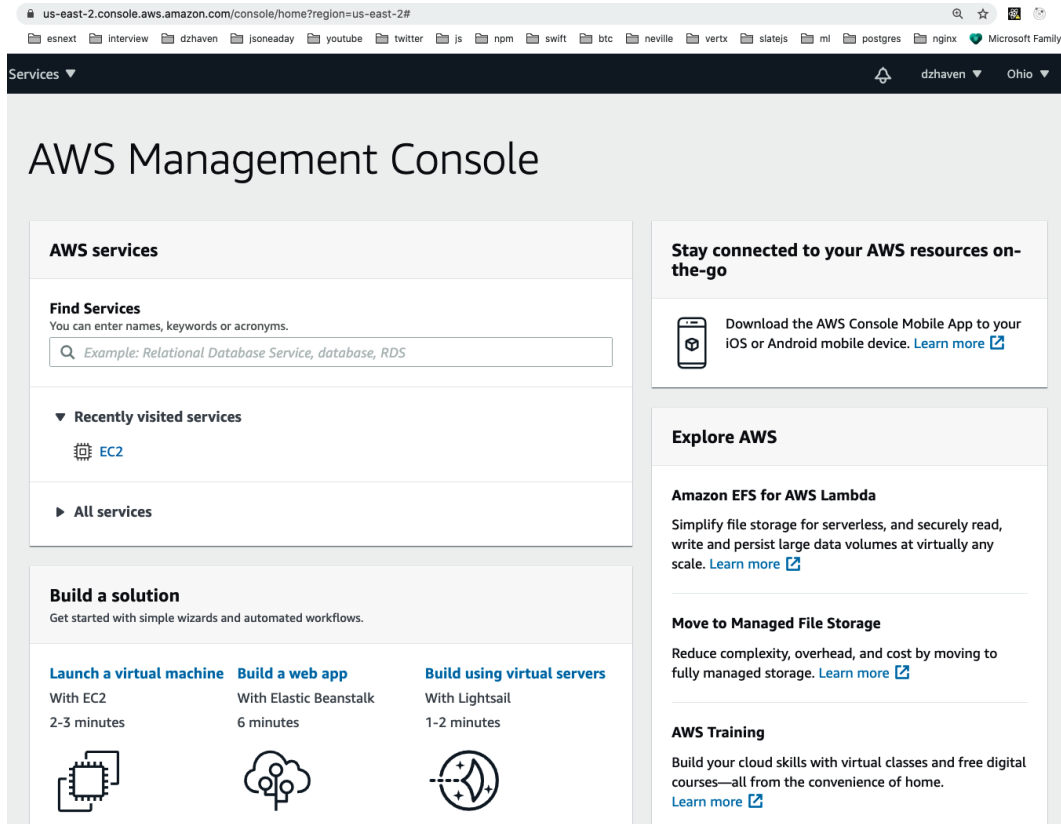 us-east-2.console.aws.amazon.com/console/home?region=us-east-2#
esnext interview dzhaven jsoneaday youtube twitter js npm swift btc neville vertx slatejs ml postgres nginx Microsoft Family
Services ▼ dzhaven ▼ Ohio ▼
AWS Management Console
AWS services
Find Services
You can enter names, keywords or acronyms.
Example: Relational Database Service, database, RDS
▼ Recently visited services
EC2
▶ All services
Build a solution
Get started with simple wizards and automated workflows.
Launch a virtual machine
With EC2
2-3 minutes
Build a web app
With Elastic Beanstalk
6 minutes
Build using virtual servers
With Lightsail
1-2 minutes
Stay connected to your AWS resources on-
the-go
Download the AWS Console Mobile App to your
iOS or Android mobile device. Learn more
Explore AWS
Amazon EFS for AWS Lambda
Simplify file storage for serverless, and securely read,
write and persist large data volumes at virtually any
scale. Learn more
Move to Managed File Storage
Reduce complexity, overhead, and cost by moving to
fully managed storage. Learn more
AWS Training
Build your cloud skills with virtual classes and free digital
courses—all from the convenience of home.
Learn more